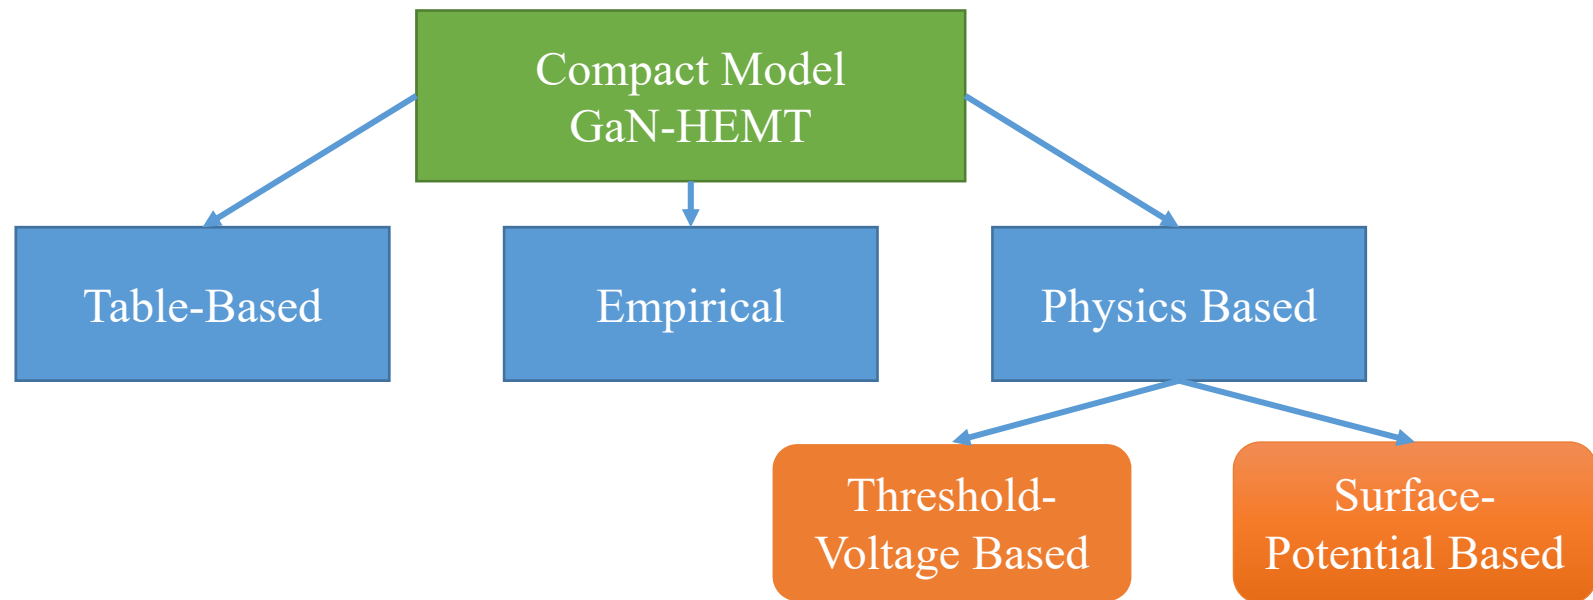 Compact Model
GaN-HEMT
Table-Based
Empirical
Physics Based
Threshold-
Voltage Based
Surface-
Potential Based